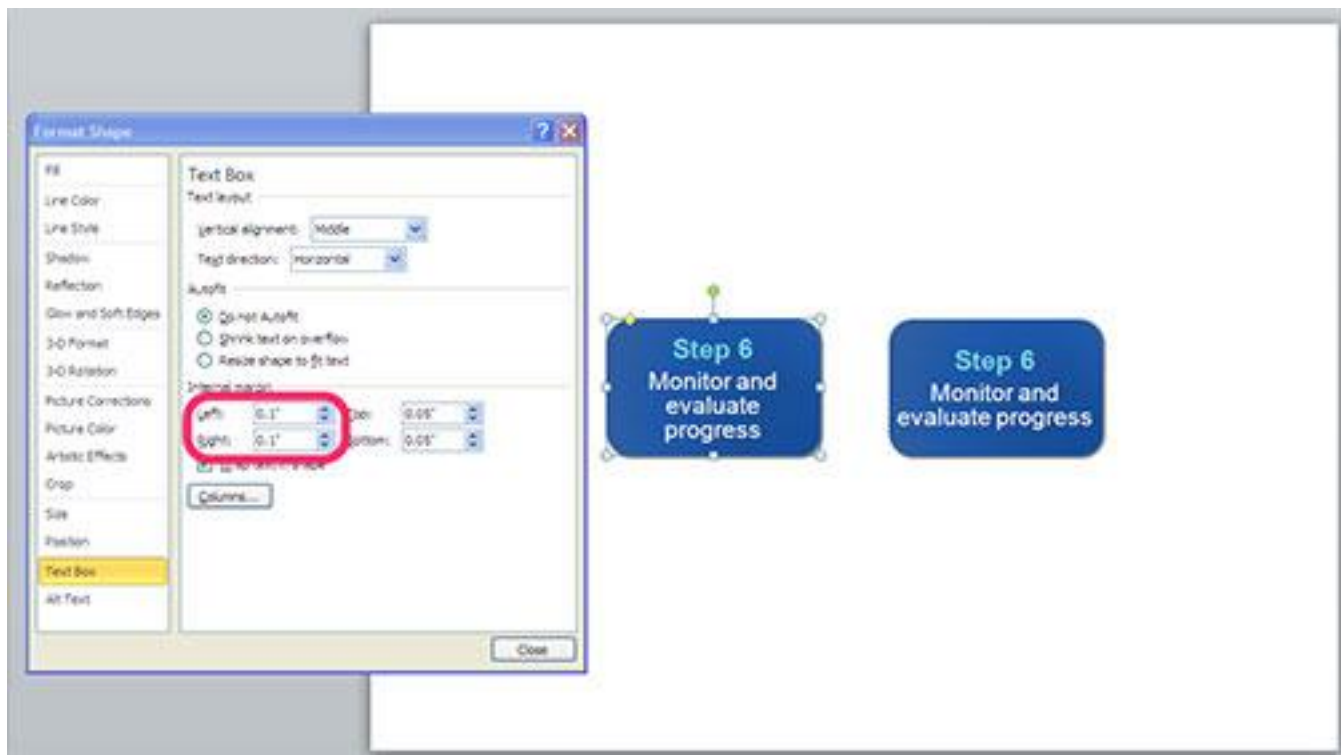 Format Shape
Fill
Line Color
Line Style
Shadow
Reflection
Glow and Soft Edges
3-D Format
3-D Rotation
Picture Corrections
Picture Color
Artistic Effects
Crop
Size
Position
Text Box
Alt Text
Text Box
Text layout
Vertical alignment: Middle
Text direction: Horizontal
Autofit
Do not Autofit
Shrink text on overflow
Resize shape to fit text
Internal margin
Left: 0.1" Top: 0.05"
Right: 0.1" Bottom: 0.05"
Wrap text in shape
Columns...
Close
Step 6
Monitor and
evaluate
progress
Step 6
Monitor and
evaluate progress